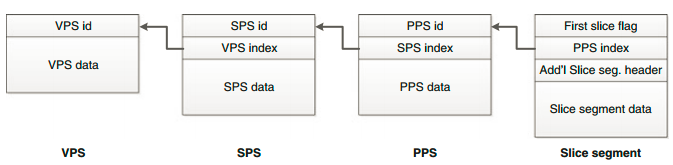 VPS id
VPS data
VPS
SPS id
VPS index
SPS data
SPS
PPS id
SPS index
PPS data
PPS
First slice flag
PPS index
Add'l Slice seg. header
Slice segment data
Slice segment